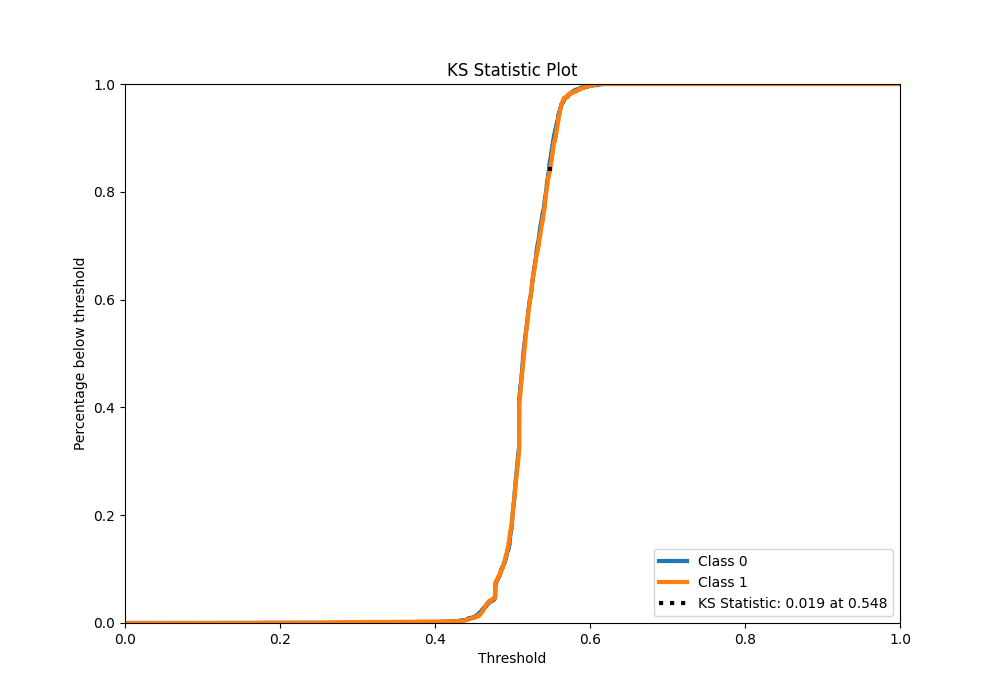 KS Statistic Plot
1.0
0.8
0.6
0.4
0.2
0.0
Percentage below threshold
0.0 0.2 0.4 0.6 0.8 1.0
Threshold
Class 0
Class 1
KS Statistic: 0.019 at 0.548